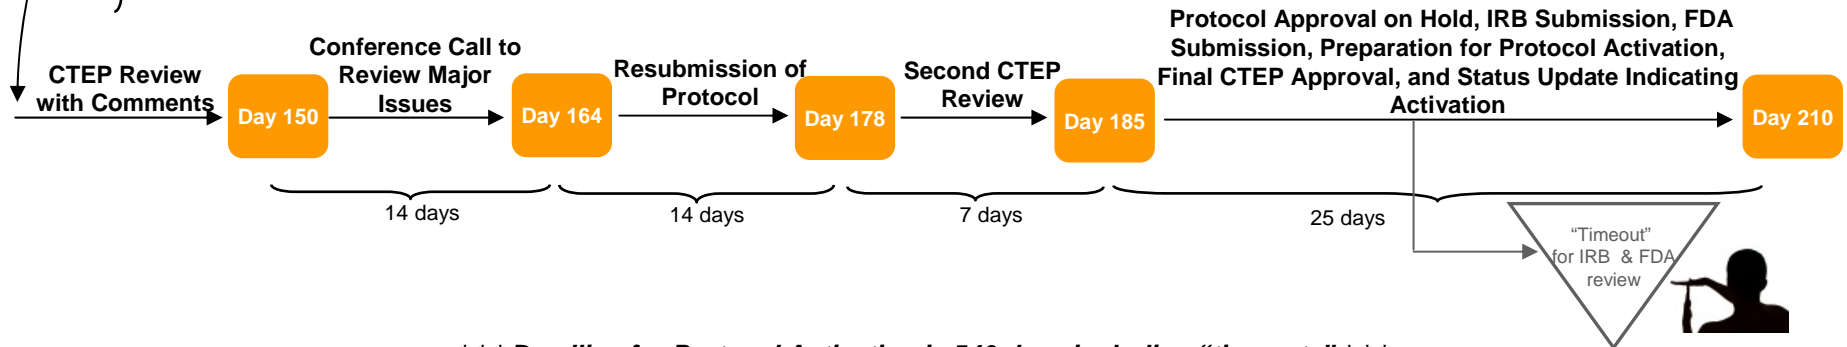 CTEP Review
with Comments
Day 150
Conference Call to
Review Major
Issues
Day 164
Resubmission of
Protocol
Day 178
Second CTEP
Review
Day 185
Protocol Approval on Hold, IRB Submission, FDA
Submission, Preparation for Protocol Activation,
Final CTEP Approval, and Status Update Indicating
Activation
Day 210
14 days
14 days
7 days
25 days
“Timeout”
for IRB & FDA
review